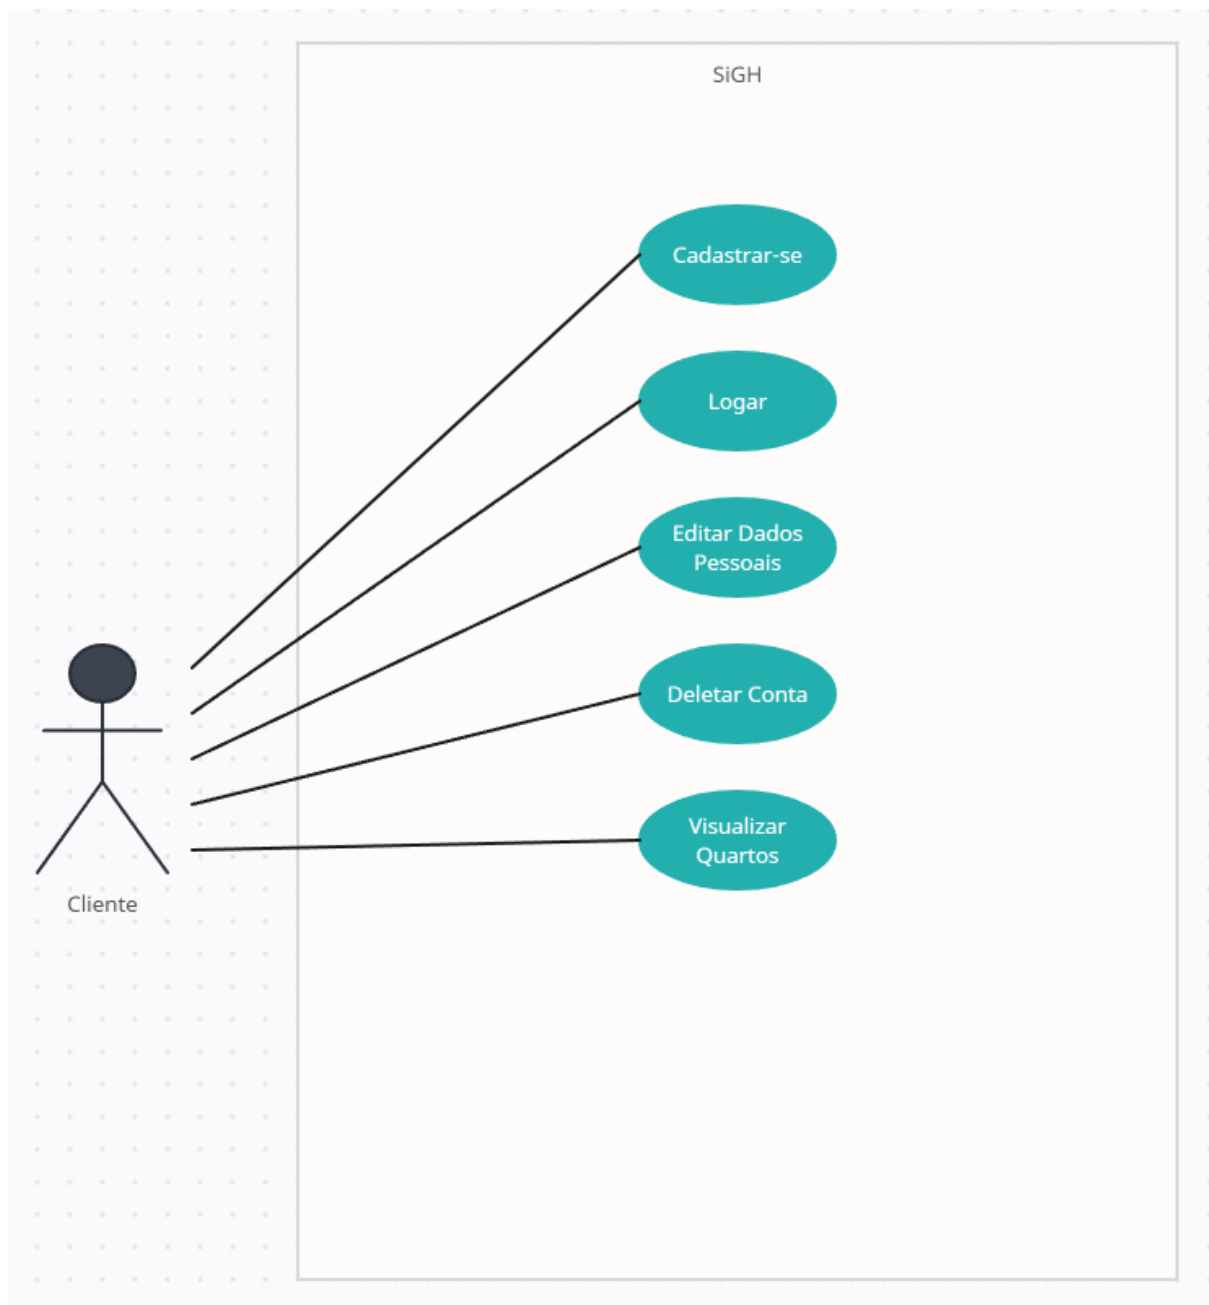 SiGH
Cadastrar-se
Logar
Editar Dados
Pessoais
Deletar Conta
Visualizar
Quartos
Cliente